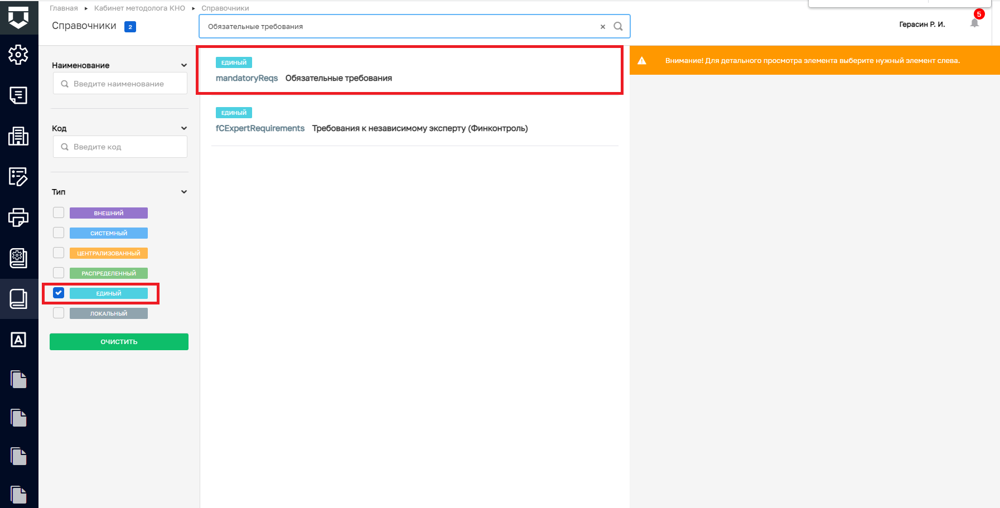 Главная ▸ Кабинет методолога КНО ▸ Справочники
Справочники 2
Обязательные требования
Герасин Р. И.
5
Наименование
Введите наименование
Код
Введите код
Тип
ВНЕШНИЙ
СИСТЕМНЫЙ
ЦЕНТРАЛИЗОВАННЫЙ
РАСПРЕДЕЛЕННЫЙ
ЕДИНЫЙ
ЛОКАЛЬНЫЙ
ОЧИСТИТЬ
ЕДИНЫЙ
mandatoryReqs Обязательные требования
ЕДИНЫЙ
fCExpertRequirements Требования к независимому эксперту (Финконтроль)
Внимание! Для детального просмотра элемента выберите нужный элемент слева.
A